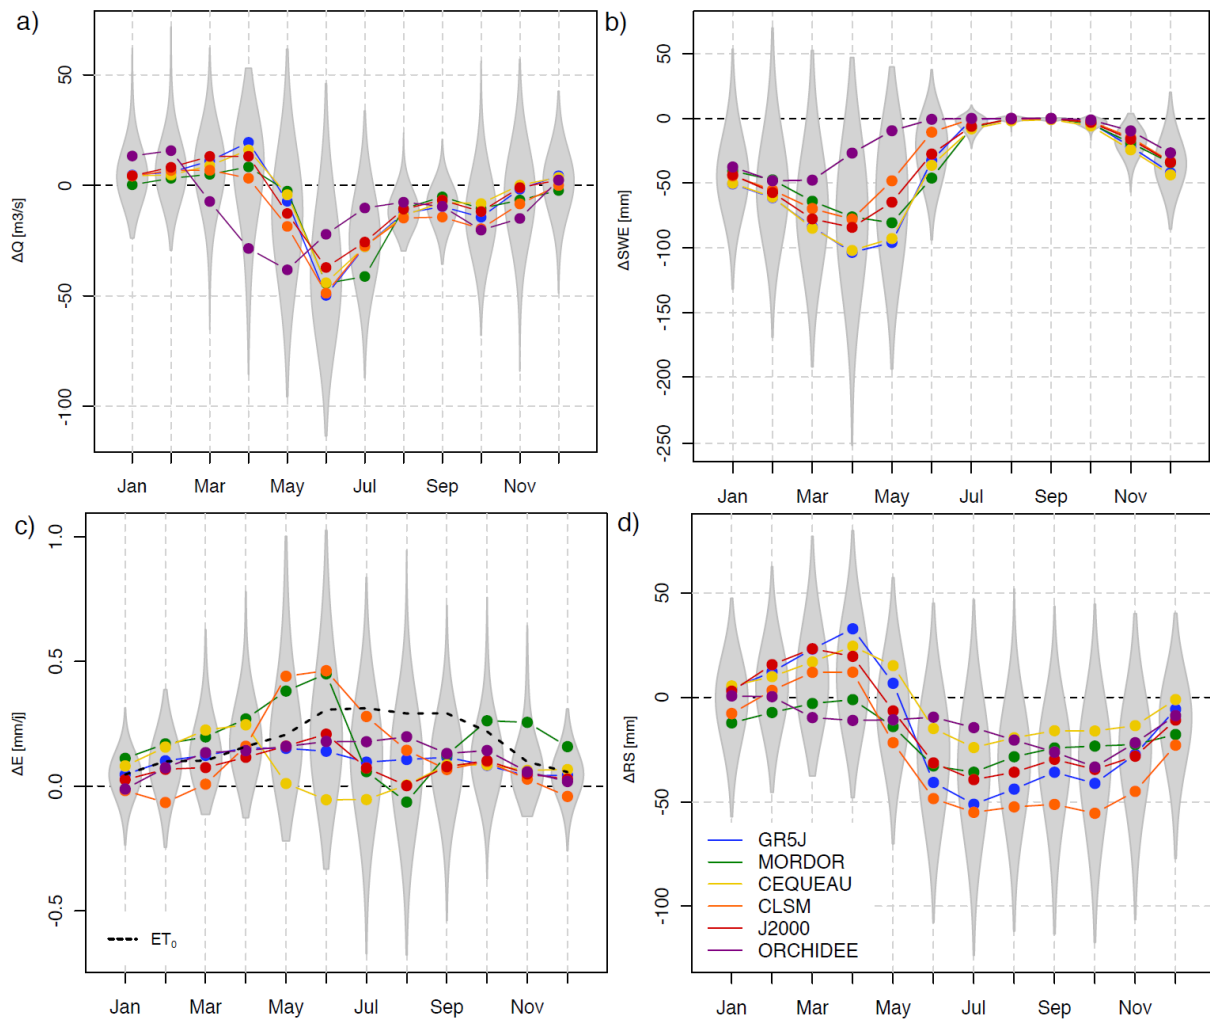 a)
ΔQ [m3/s]
50
0
-50
-100
Jan Mar May Jul Sep Nov
b)
ΔSWE [mm]
50
0
-50
-100
-150
-200
-250
Jan Mar May Jul Sep Nov
c)
ΔE [mm/j]
1.0
0.5
0.0
-0.5
ET₀
Jan Mar May Jul Sep Nov
d)
ΔRS [mm]
50
0
-50
-100
GR5J
MORDOR
CEQUEAU
CLSM
J2000
ORCHIDEE
Jan Mar May Jul Sep Nov